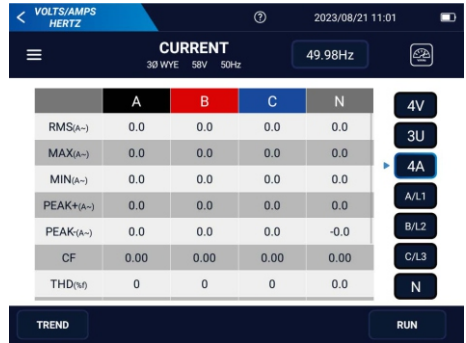 VOLTS/AMPS
HERTZ
2023/08/21 11:01
CURRENT
3Ø WYE 58V 50Hz
49.98Hz
A B C N
RMS(A~) 0.0 0.0 0.0 0.0
MAX(A~) 0.0 0.0 0.0 0.0
MIN(A~) 0.0 0.0 0.0 0.0
PEAK+(A~) 0.0 0.0 0.0 0.0
PEAK-(A~) 0.0 0.0 0.0 -0.0
CF 0.00 0.00 0.00 0.00
THD(%f) 0 0 0 0.0
4V
3U
4A
A/L1
B/L2
C/L3
N
TREND
RUN